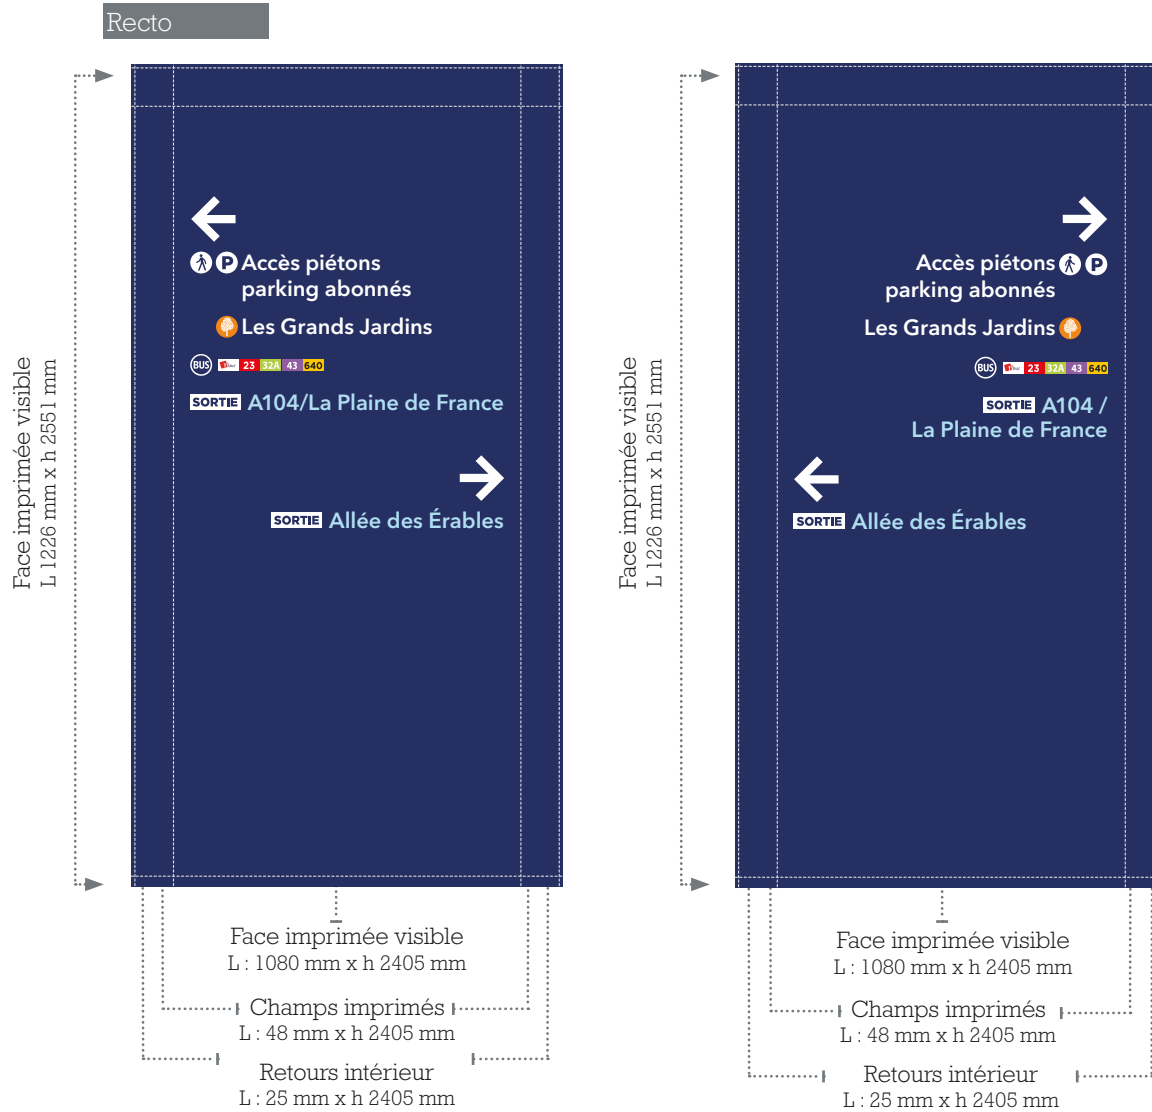 Recto
Face imprimée visible
L 1226 mm x h 2551 mm
P Accès piétons
parking abonnés
Les Grands Jardins
BUS 23 32A 43 640
SORTIE A104/La Plaine de France
SORTIE Allée des Érables
Face imprimée visible
L : 1080 mm x h 2405 mm
Champs imprimés
L : 48 mm x h 2405 mm
Retours intérieur
L : 25 mm x h 2405 mm
Face imprimée visible
L 1226 mm x h 2551 mm
Accès piétons P
parking abonnés
Les Grands Jardins
BUS 23 32A 43 640
SORTIE A104 /
La Plaine de France
SORTIE Allée des Érables
Face imprimée visible
L : 1080 mm x h 2405 mm
Champs imprimés
L : 48 mm x h 2405 mm
Retours intérieur
L : 25 mm x h 2405 mm